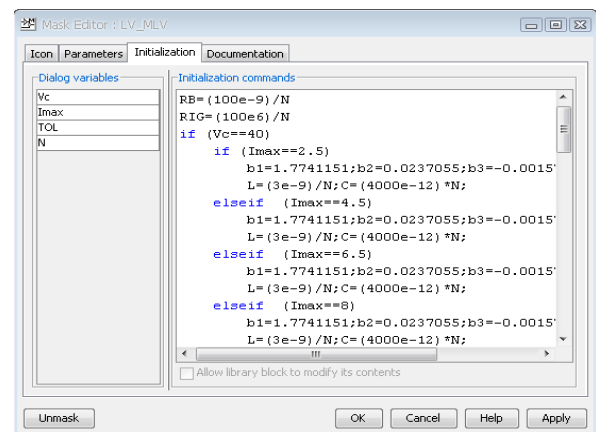 Mask Editor : LV_MLV
Icon Parameters Initialization Documentation
Dialog variables
Vc
Imax
TOL
N
Initialization commands
RB=(100e-9)/N
RIG=(100e6)/N
if (Vc==40)
if (Imax==2.5)
b1=1.7741151;b2=0.0237055;b3=-0.0015
L=(3e-9)/N;C=(4000e-12)*N;
elseif (Imax==4.5)
b1=1.7741151;b2=0.0237055;b3=-0.0015
L=(3e-9)/N;C=(4000e-12)*N;
elseif (Imax==6.5)
b1=1.7741151;b2=0.0237055;b3=-0.0015
L=(3e-9)/N;C=(4000e-12)*N;
elseif (Imax==8)
b1=1.7741151;b2=0.0237055;b3=-0.0015
L=(3e-9)/N;C=(4000e-12)*N;
Allow library block to modify its contents
Unmask OK Cancel Help Apply